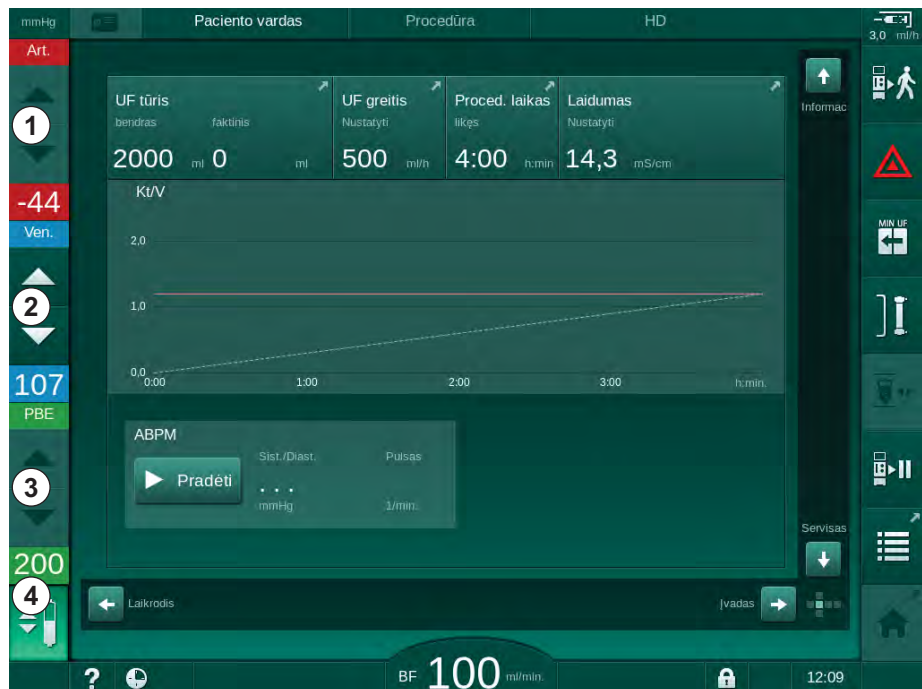 mmHg
Paciento vardas
Procedūra
HD
3,0 ml/h
Art.
1
-44
Ven.
2
107
PBE
3
200
4
UF tūris
bendras faktinis
2000 ml 0 ml
UF greitis
Nustatyti
500 ml/h
Proced. laikas
likęs
4:00 h:min
Laidumas
Nustatyti
14,3 mS/cm
Kt/V
2,0
1,0
0,0
0:00 1:00 2:00 3:00 h:min.
ABPM
Pradėti
Sist./Diast. Pulsas
...
mmHg 1/min.
Informac
MIN UF
Servisas
Laikrodis
Įvadas
?
BF 100 ml/min.
12:09